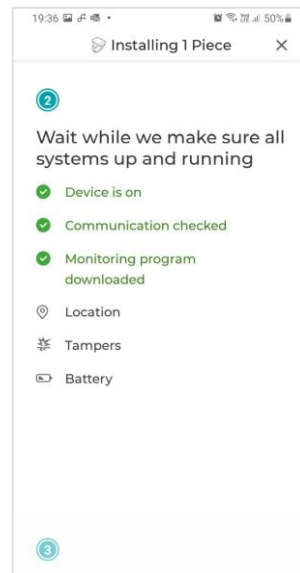 19:36 50%
Installing 1 Piece
2
Wait while we make sure all
systems up and running
Device is on
Communication checked
Monitoring program
downloaded
Location
Tampers
Battery
3